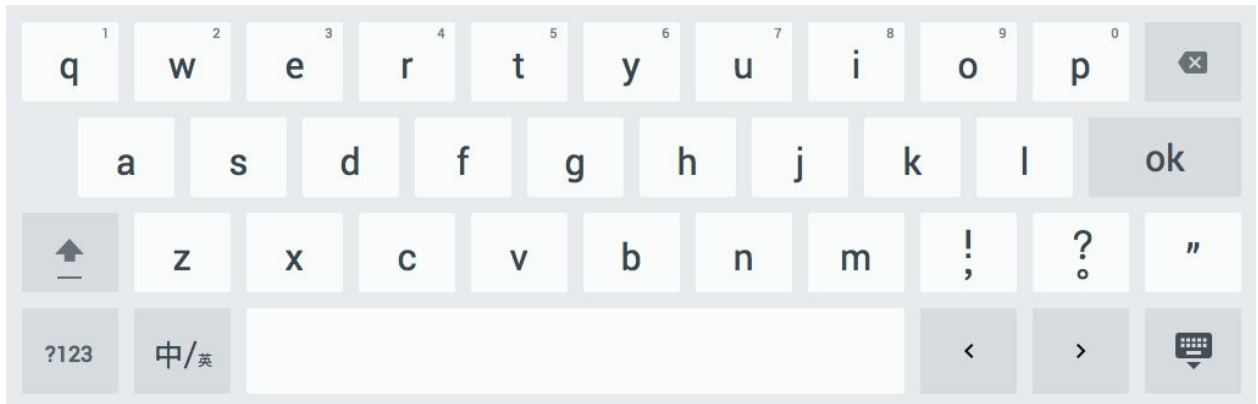 1 2 3 4 5 6 7 8 9 0
q w e r t y u i o p
a s d f g h j k l ok
z x c v b n m ! , ? 。 ”
?123 中/英 < >